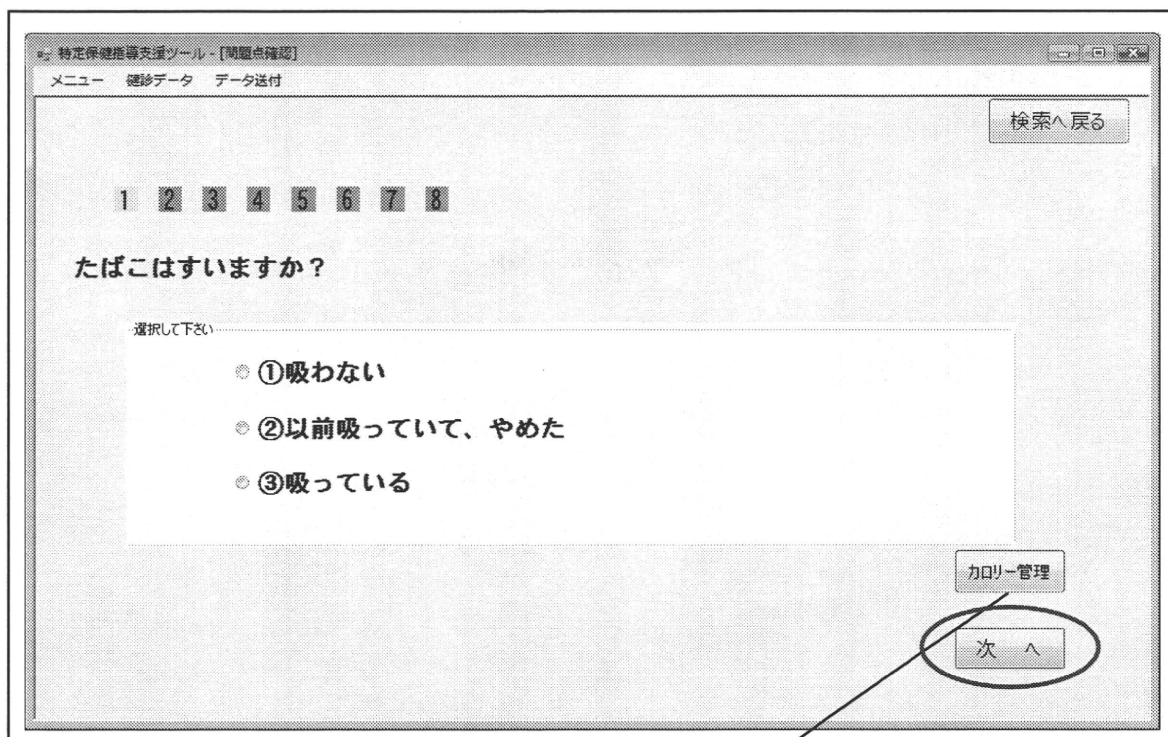 特定保健指導支援ツール - [問題点確認]
メニュー 健診データ データ送付
検索へ戻る
1 2 3 4 5 6 7 8
たばこはすいますか？
選択して下さい
①吸わない
②以前吸っていて、やめた
③吸っている
カロリー管理
次 へ